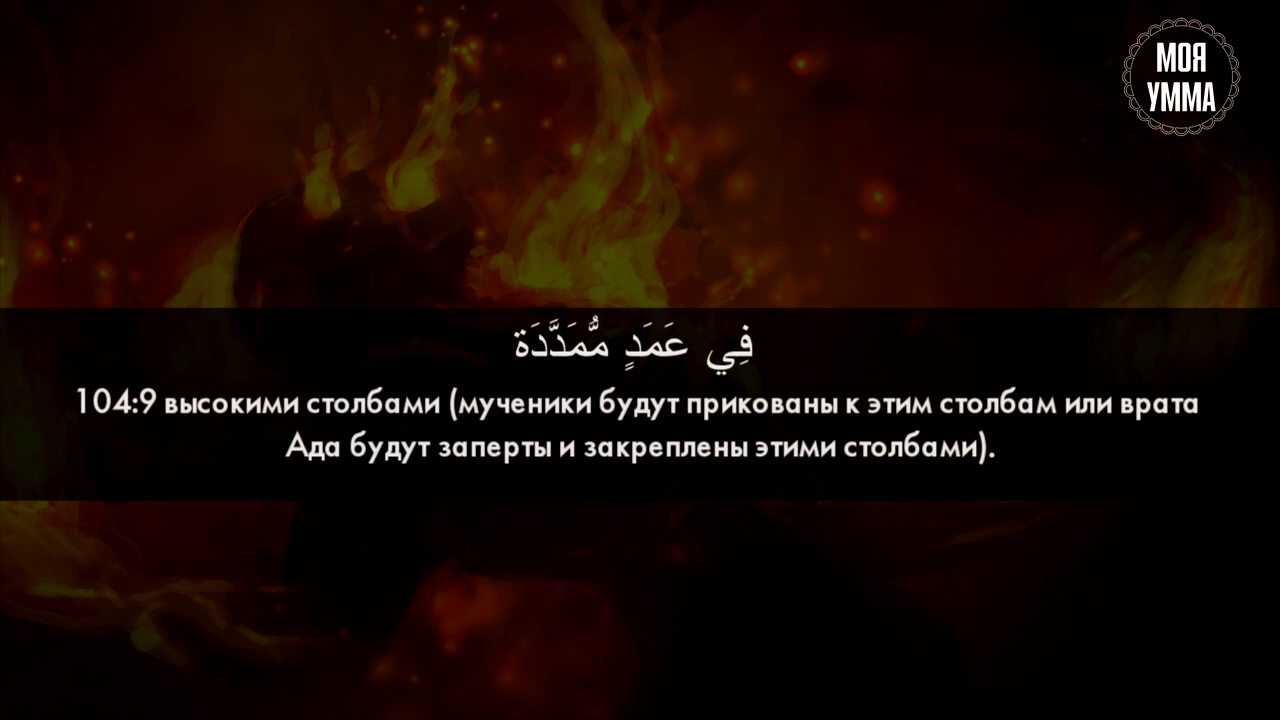 МОЯ
УММА
فِي عَمَدٍ مُّمَدَّدَة
104:9 высокими столбами (мученики будут прикованы к этим столбам или врата
Ада будут заперты и закреплены этими столбами).